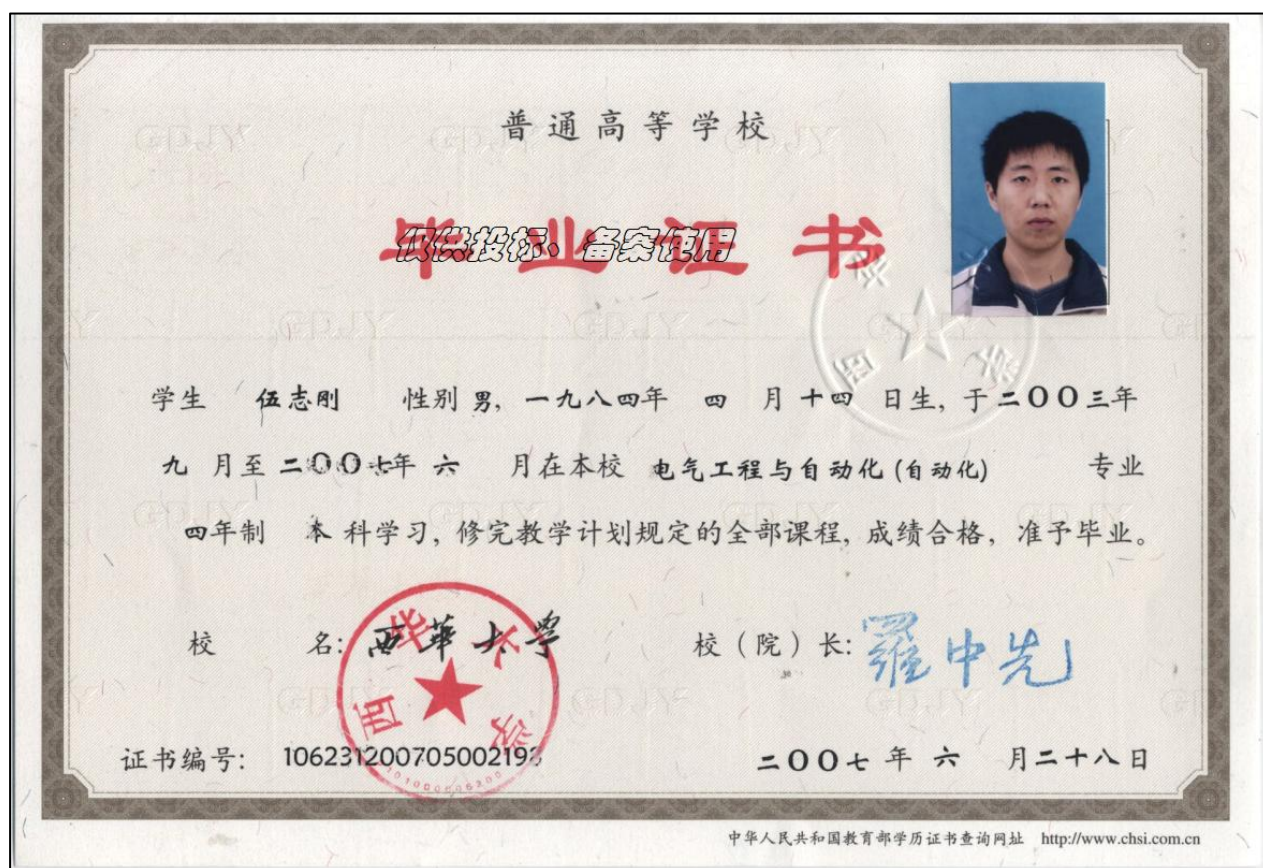 普通高等学校
毕业证书
仅供投标、备案使用
学生 伍志刚 性别 男, 一九八四年 四 月 十四 日生, 于二〇〇三年
九 月至 二〇〇七年 六 月在本校 电气工程与自动化(自动化) 专业
四年制 本 科学习, 修完教学计划规定的全部课程, 成绩合格, 准予毕业。
校 名: 西華大學 校(院)长: 羅中先
西华大学
证书编号: 二〇〇七 年 六 月二十八日
中华人民共和国教育部学历证书查询网址 http://www.chsi.com.cn